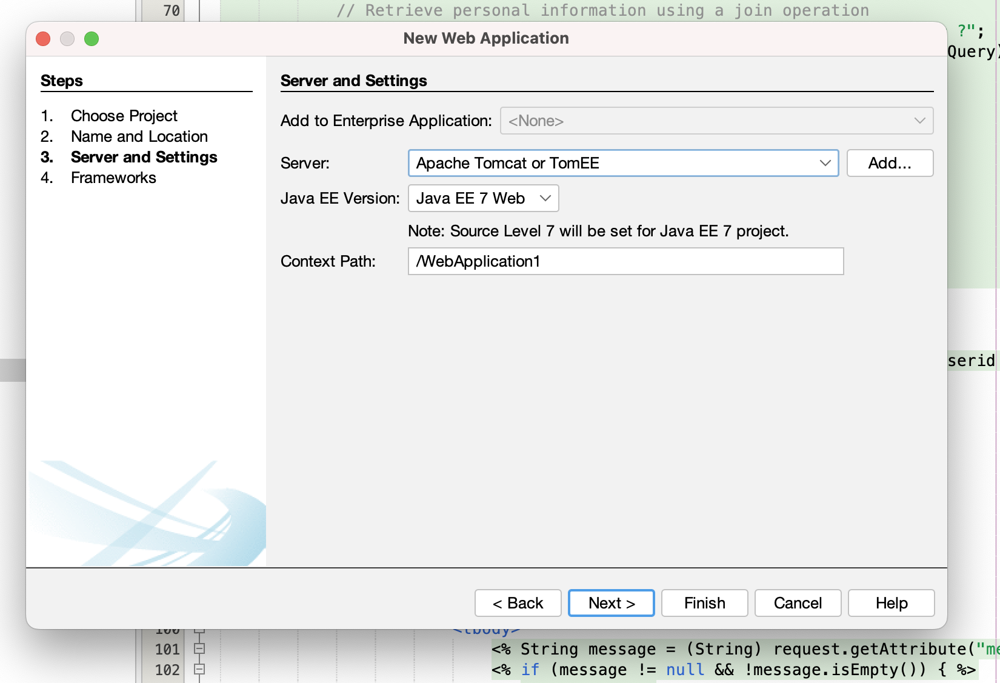 70 // Retrieve personal information using a join operation
New Web Application
?";
Query)
Steps
1. Choose Project
2. Name and Location
3. Server and Settings
4. Frameworks
Server and Settings
Add to Enterprise Application: <None>
Server: Apache Tomcat or TomEE Add...
Java EE Version: Java EE 7 Web
Note: Source Level 7 will be set for Java EE 7 project.
Context Path: /WebApplication1
serid
< Back Next > Finish Cancel Help
100 <tbody>
101 <% String message = (String) request.getAttribute("me
102 <% if (message != null && !message.isEmpty()) { %>